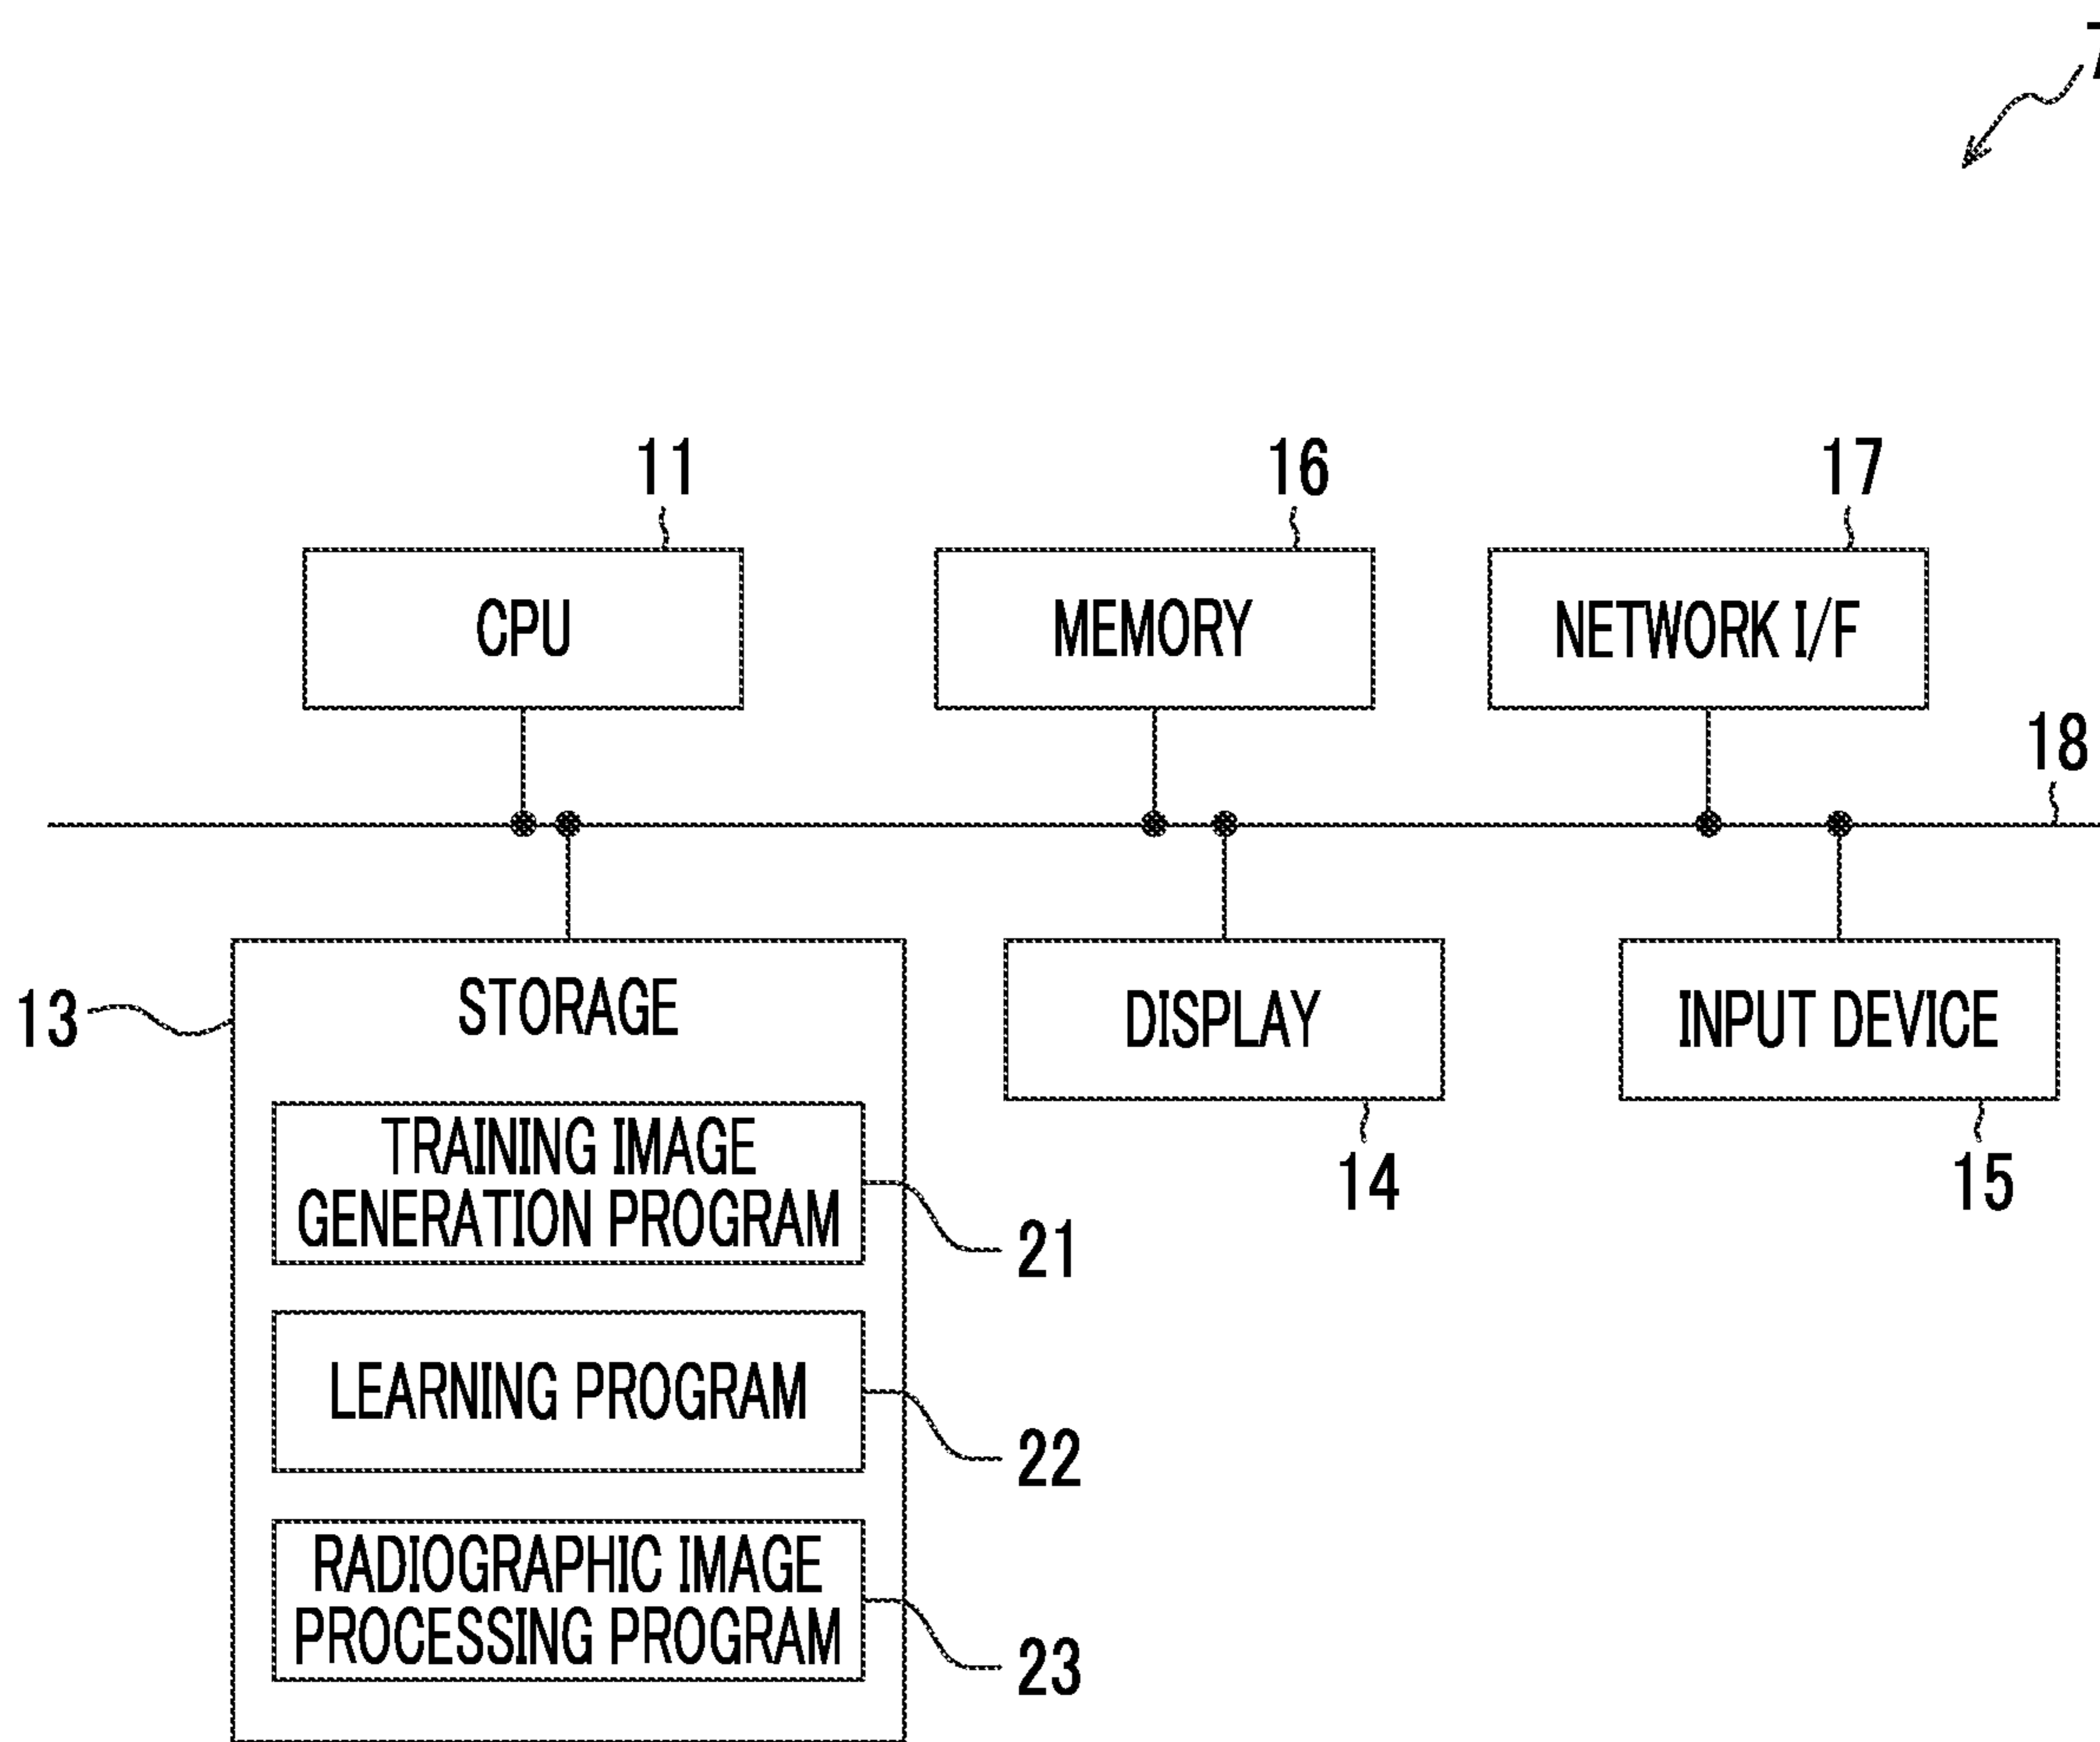 7
11
16
17
CPU
MEMORY
NETWORK I/F
18
13
STORAGE
DISPLAY
INPUT DEVICE
14
15
TRAINING IMAGE
GENERATION PROGRAM
21
LEARNING PROGRAM
22
RADIOGRAPHIC IMAGE
PROCESSING PROGRAM
23